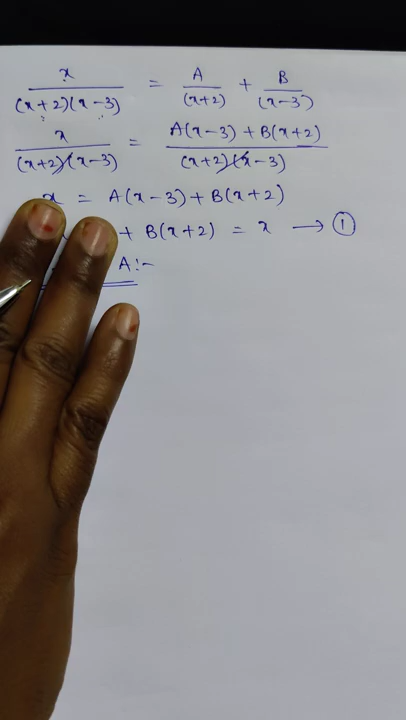 x/((x+2)(x-3)) = A/(x+2) + B/(x-3)
x/((x+2)(x-3)) = (A(x-3)+B(x+2))/((x+2)(x-3))
x = A(x-3)+B(x+2)
+ B(x+2) = x → ①
A:-